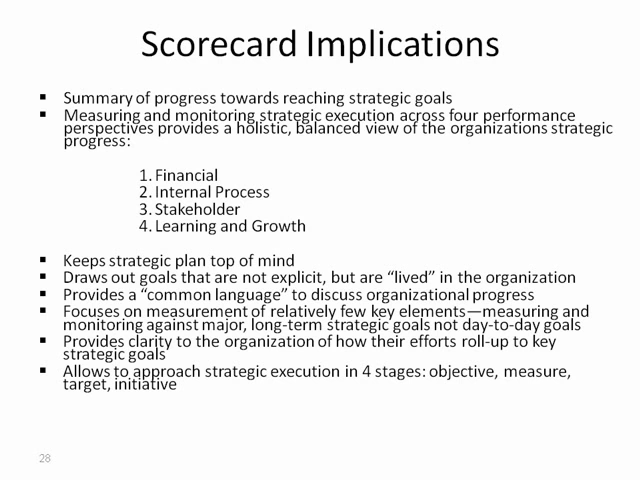 Scorecard Implications
▪ Summary of progress towards reaching strategic goals
▪ Measuring and monitoring strategic execution across four performance
perspectives provides a holistic, balanced view of the organizations strategic
progress:
1. Financial
2. Internal Process
3. Stakeholder
4. Learning and Growth
▪ Keeps strategic plan top of mind
▪ Draws out goals that are not explicit, but are “lived” in the organization
▪ Provides a “common language” to discuss organizational progress
▪ Focuses on measurement of relatively few key elements—measuring and
monitoring against major, long-term strategic goals not day-to-day goals
▪ Provides clarity to the organization of how their efforts roll-up to key
strategic goals
▪ Allows to approach strategic execution in 4 stages: objective, measure,
target, initiative
28